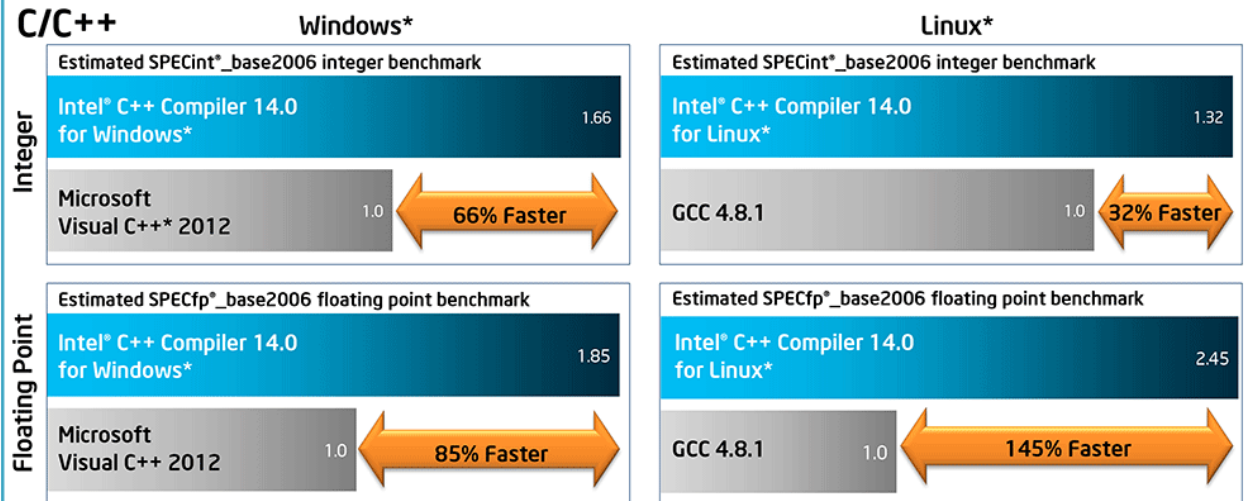 C/C++
Windows*
Linux*
Integer
Estimated SPECint®_base2006 integer benchmark
Intel® C++ Compiler 14.0
for Windows*
1.66
Microsoft
Visual C++* 2012
1.0
66% Faster
Estimated SPECint®_base2006 integer benchmark
Intel® C++ Compiler 14.0
for Linux*
1.32
GCC 4.8.1
1.0
32% Faster
Floating Point
Estimated SPECfp®_base2006 floating point benchmark
Intel® C++ Compiler 14.0
for Windows*
1.85
Microsoft
Visual C++ 2012
1.0
85% Faster
Estimated SPECfp®_base2006 floating point benchmark
Intel® C++ Compiler 14.0
for Linux*
2.45
GCC 4.8.1
1.0
145% Faster